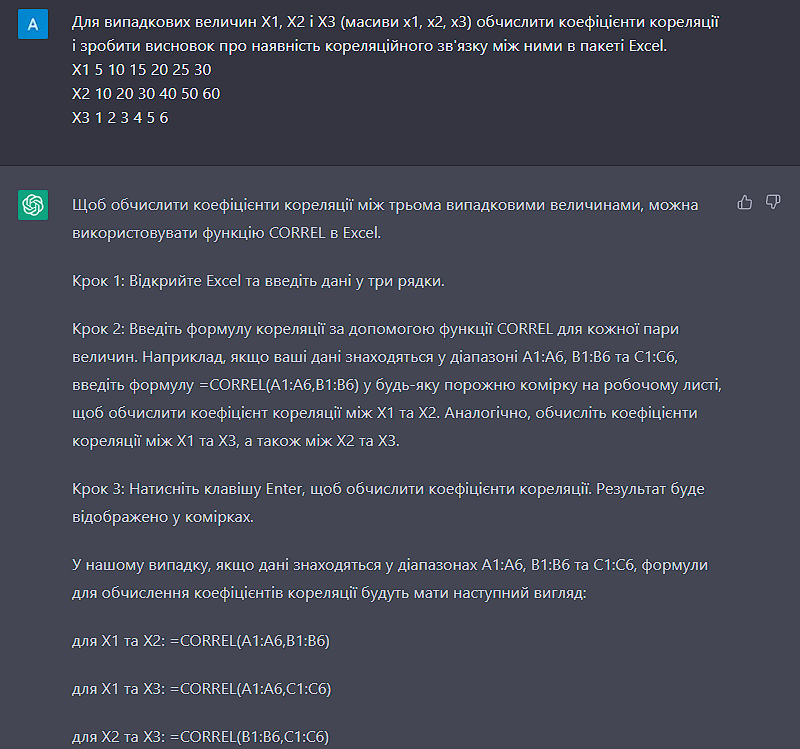 A
Для випадкових величин X1, X2 і X3 (масиви x1, x2, x3) обчислити коефіцієнти кореляції
і зробити висновок про наявність кореляційного зв'язку між ними в пакеті Excel.
X1 5 10 15 20 25 30
X2 10 20 30 40 50 60
X3 1 2 3 4 5 6
Щоб обчислити коефіцієнти кореляції між трьома випадковими величинами, можна
використовувати функцію CORREL в Excel.
Крок 1: Відкрийте Excel та введіть дані у три рядки.
Крок 2: Введіть формулу кореляції за допомогою функції CORREL для кожної пари
величин. Наприклад, якщо ваші дані знаходяться у діапазоні A1:A6, B1:B6 та C1:C6,
введіть формулу =CORREL(A1:A6,B1:B6) у будь-яку порожню комірку на робочому листі,
щоб обчислити коефіцієнт кореляції між X1 та X2. Аналогічно, обчисліть коефіцієнти
кореляції між X1 та X3, а також між X2 та X3.
Крок 3: Натисніть клавішу Enter, щоб обчислити коефіцієнти кореляції. Результат буде
відображено у комірках.
У нашому випадку, якщо дані знаходяться у діапазонах A1:A6, B1:B6 та C1:C6, формули
для обчислення коефіцієнтів кореляції будуть мати наступний вигляд:
для X1 та X2: =CORREL(A1:A6,B1:B6)
для X1 та X3: =CORREL(A1:A6,C1:C6)
для X2 та X3: =CORREL(B1:B6,C1:C6)